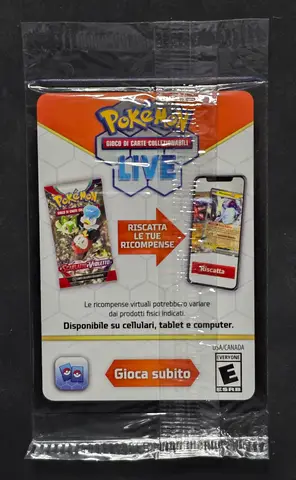 POKÉMON
GIOCO DI CARTE COLLEZIONABILI
LIVE
POKÉMON
RISCATTA
LE TUE
RICOMPENSE
Riscatta
Le ricompense virtuali potrebbero variare
dai prodotti fisici indicati.
Disponibile su cellulari, tablet e computer.
USA/CANADA
Gioca subito
EVERYONE
E
ESRB